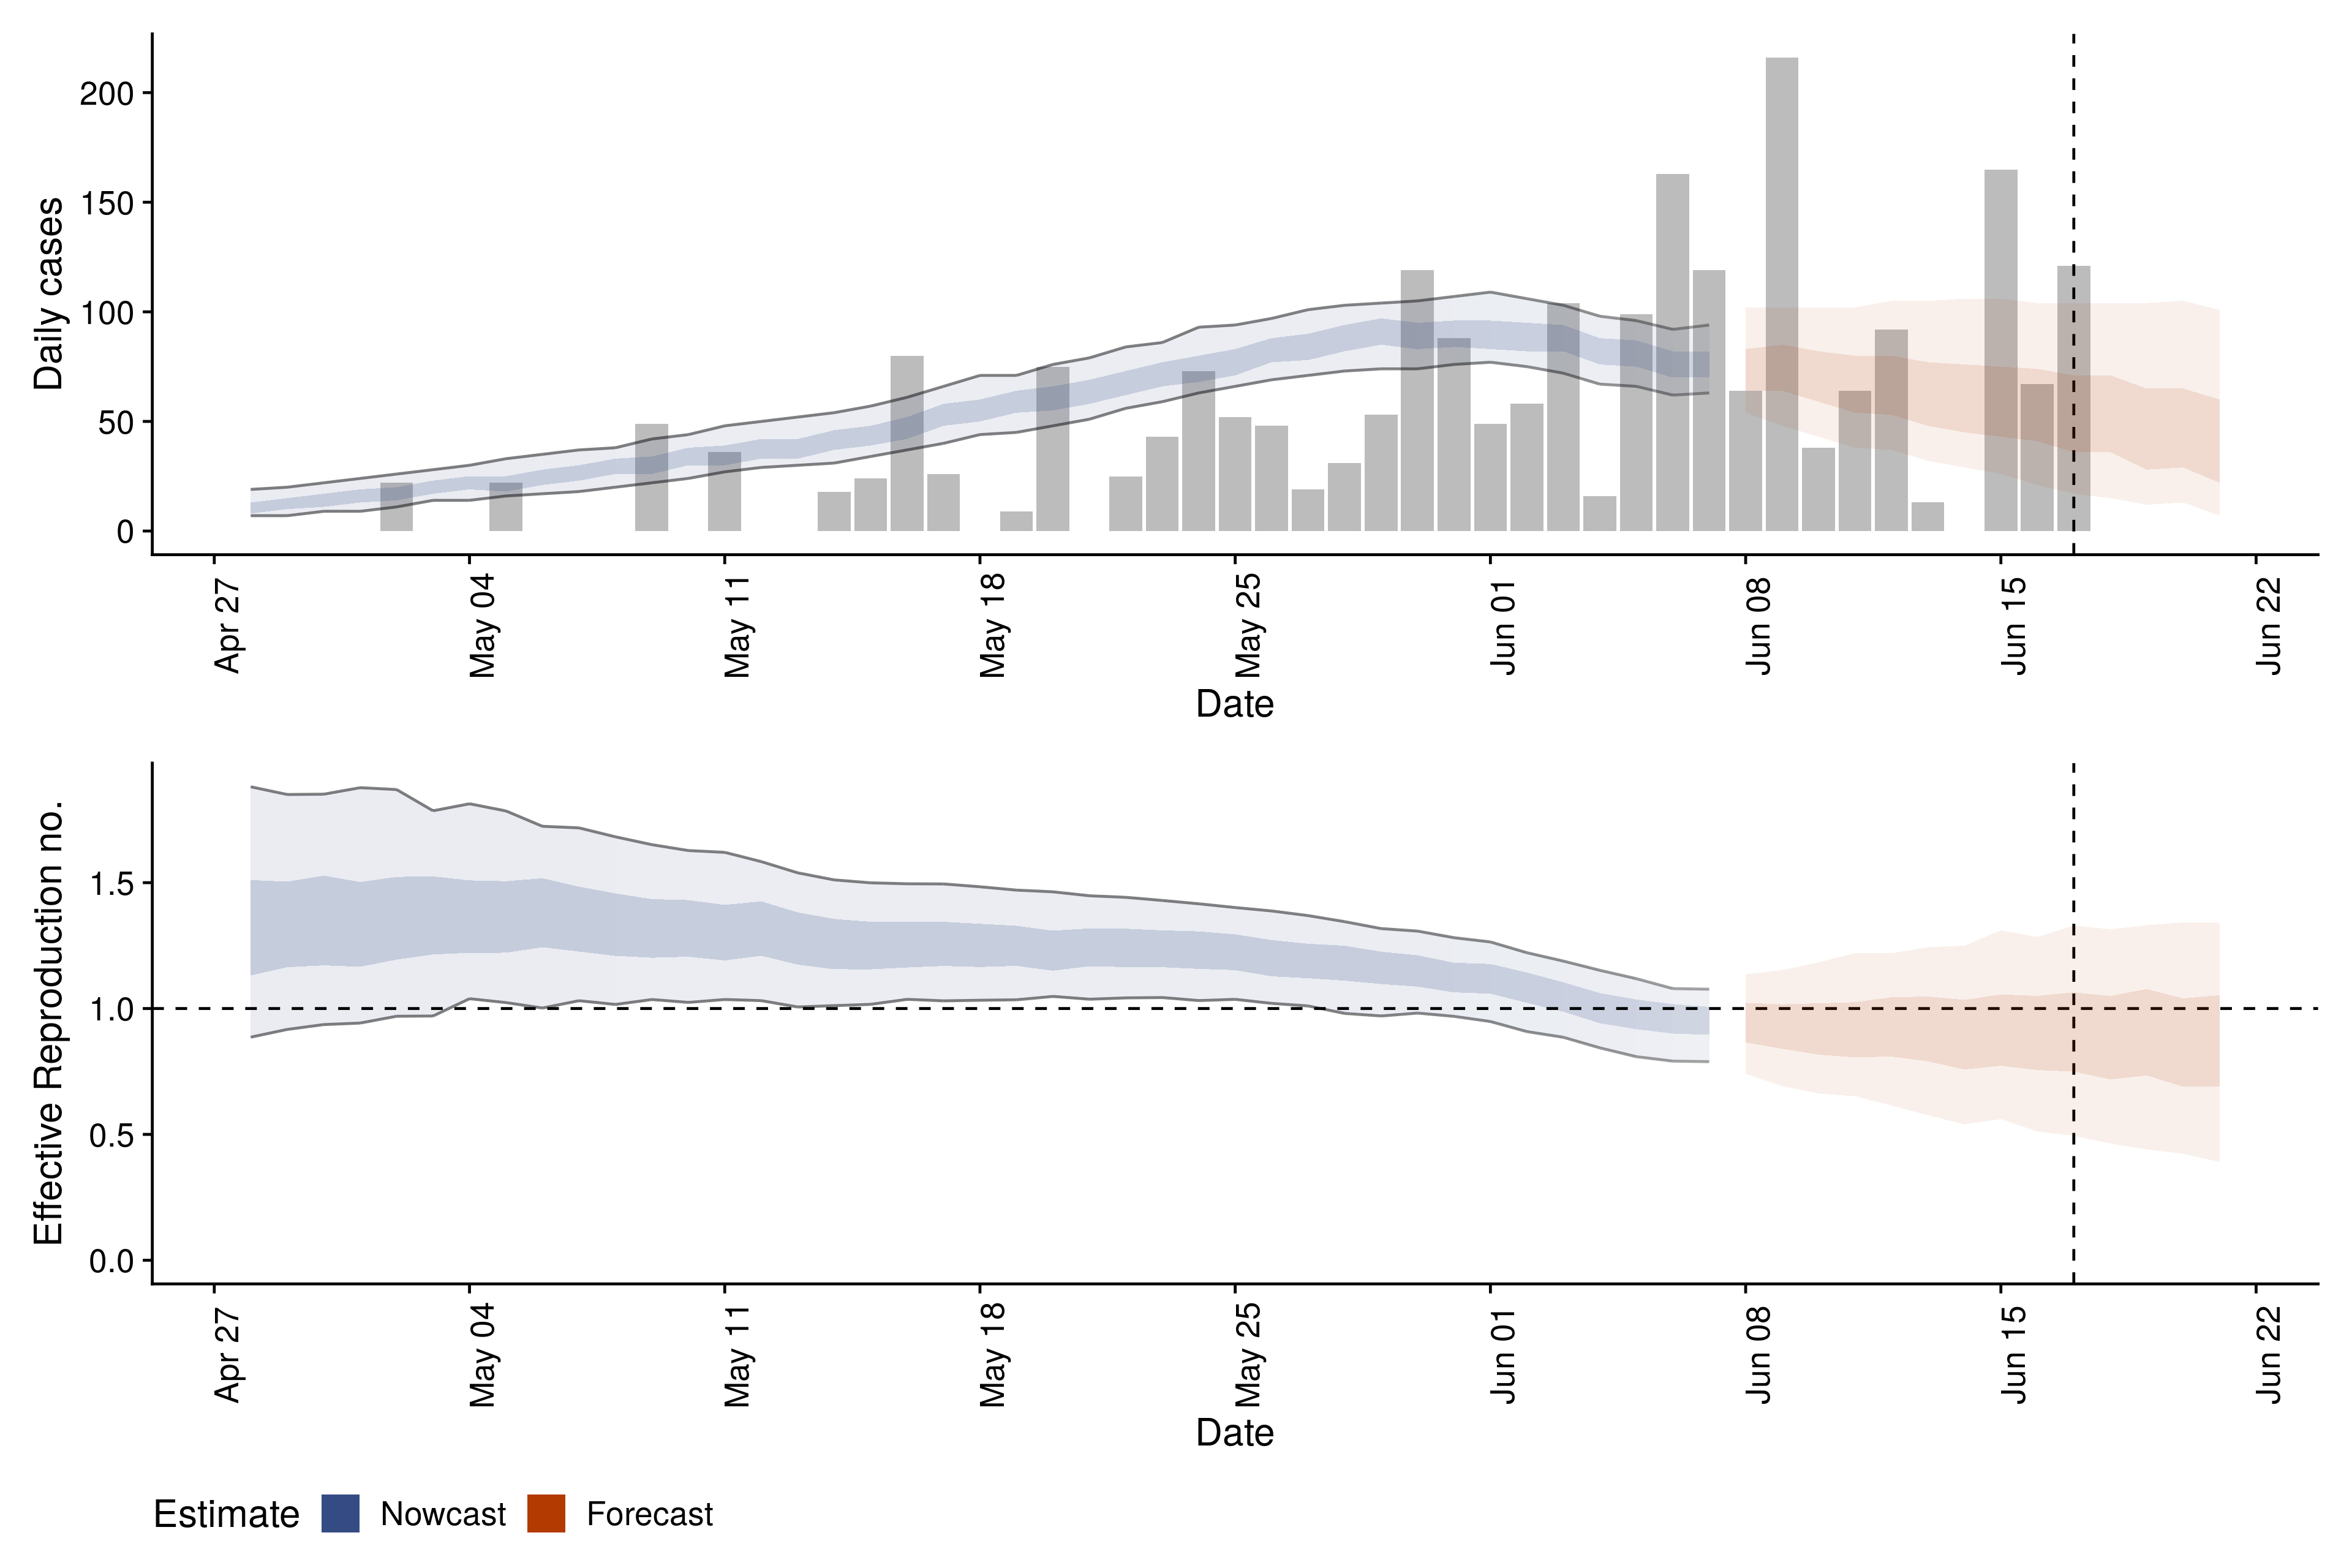 Daily cases
200
150
100
50
0
Apr 27
May 04
May 11
May 18
May 25
Jun 01
Jun 08
Jun 15
Jun 22
Date
Effective Reproduction no.
1.5
1.0
0.5
0.0
Apr 27
May 04
May 11
May 18
May 25
Jun 01
Jun 08
Jun 15
Jun 22
Date
Estimate Nowcast Forecast